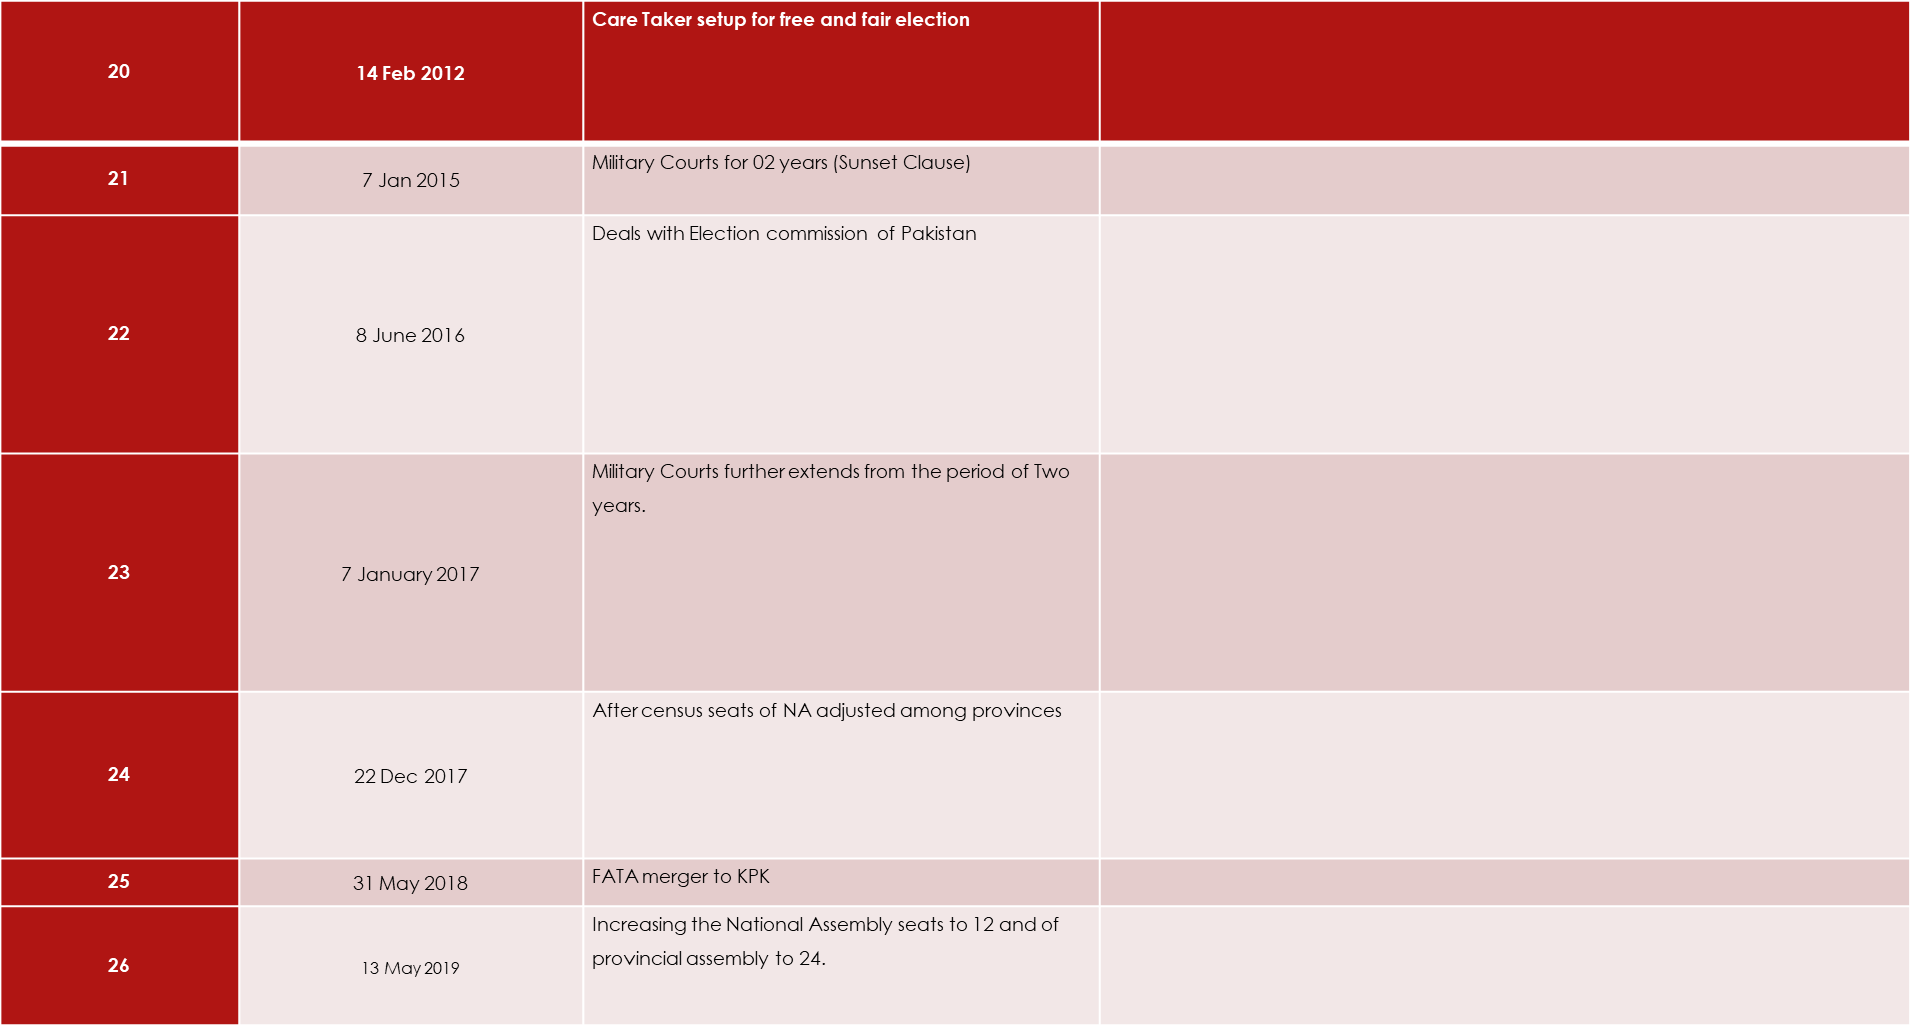 20
14 Feb 2012
Care Taker setup for free and fair election
21
7 Jan 2015
Military Courts for 02 years (Sunset Clause)
22
8 June 2016
Deals with Election commission of Pakistan
23
7 January 2017
Military Courts further extends from the period of Two
years.
24
22 Dec 2017
After census seats of NA adjusted among provinces
25
31 May 2018
FATA merger to KPK
26
13 May 2019
Increasing the National Assembly seats to 12 and of
provincial assembly to 24.